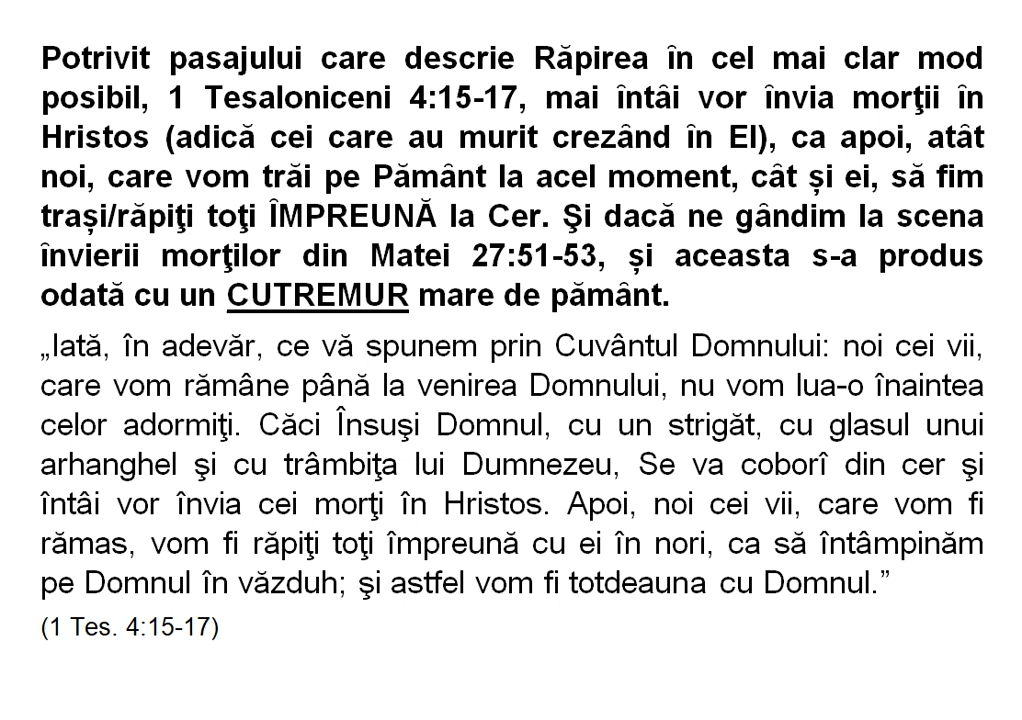 Potrivit pasajului care descrie Răpirea în cel mai clar mod
posibil, 1 Tesaloniceni 4:15-17, mai întâi vor învia morţii în
Hristos (adică cei care au murit crezând în El), ca apoi, atât
noi, care vom trăi pe Pământ la acel moment, cât și ei, să fim
trași/răpiţi toţi ÎMPREUNĂ la Cer. Şi dacă ne gândim la scena
învierii morţilor din Matei 27:51-53, și aceasta s-a produs
odată cu un CUTREMUR mare de pământ.
„Iată, în adevăr, ce vă spunem prin Cuvântul Domnului: noi cei vii,
care vom rămâne până la venirea Domnului, nu vom lua-o înaintea
celor adormiţi. Căci Însuşi Domnul, cu un strigăt, cu glasul unui
arhanghel şi cu trâmbiţa lui Dumnezeu, Se va coborî din cer şi
întâi vor învia cei morţi în Hristos. Apoi, noi cei vii, care vom fi
rămas, vom fi răpiţi toţi împreună cu ei în nori, ca să întâmpinăm
pe Domnul în văzduh; şi astfel vom fi totdeauna cu Domnul.”
(1 Tes. 4:15-17)